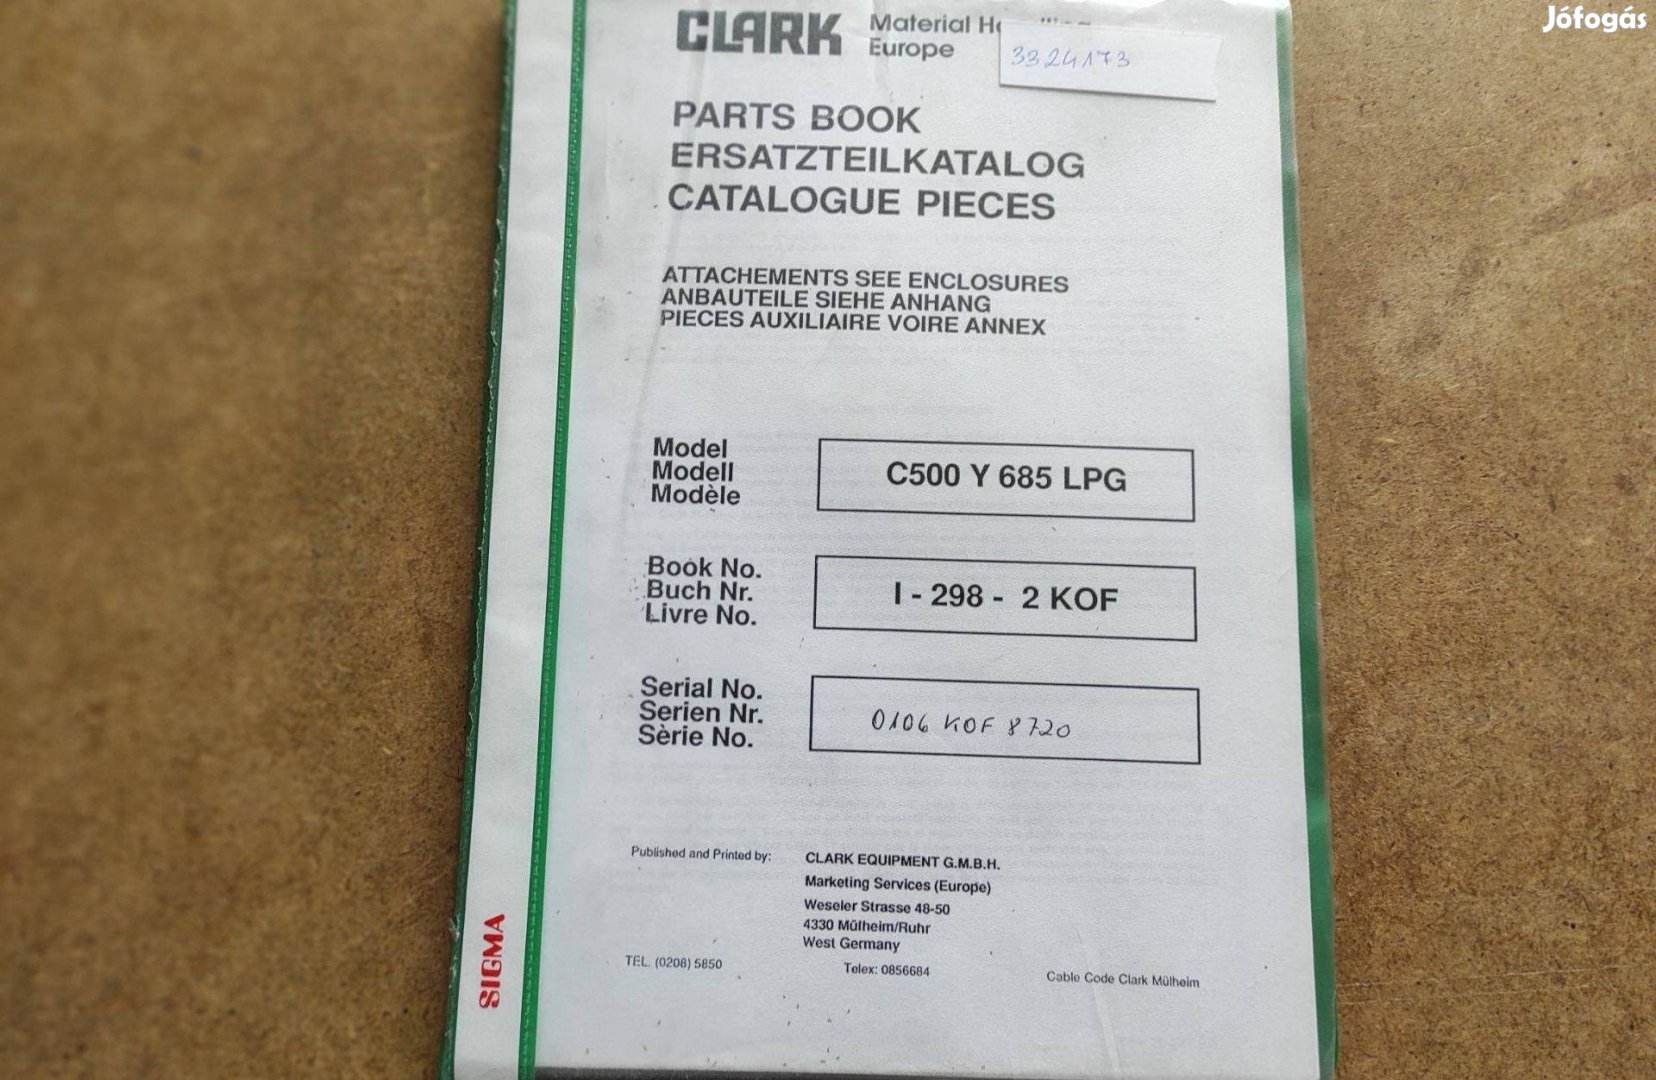 Jófogás
CLARK
Material
Europe
3324173
PARTS BOOK
ERSATZTEILKATALOG
CATALOGUE PIECES
ATTACHEMENTS SEE ENCLOSURES
ANBAUTEILE SIEHE ANHANG
PIECES AUXILIAIRE VOIRE ANNEX
Model
Modell
Modèle
C500 Y 685 LPG
Book No.
Buch Nr.
Livre No.
I - 298 - 2 KOF
Serial No.
Serien Nr.
Sèrie No.
0106 KOF 8720
Published and Printed by:
CLARK EQUIPMENT G.M.B.H.
Marketing Services (Europe)
Weseler Strasse 48-50
4330 Mülheim/Ruhr
West Germany
TEL. (0208) 5850
Telex: 0856684
Cable Code Clark Mülheim
SIGMA